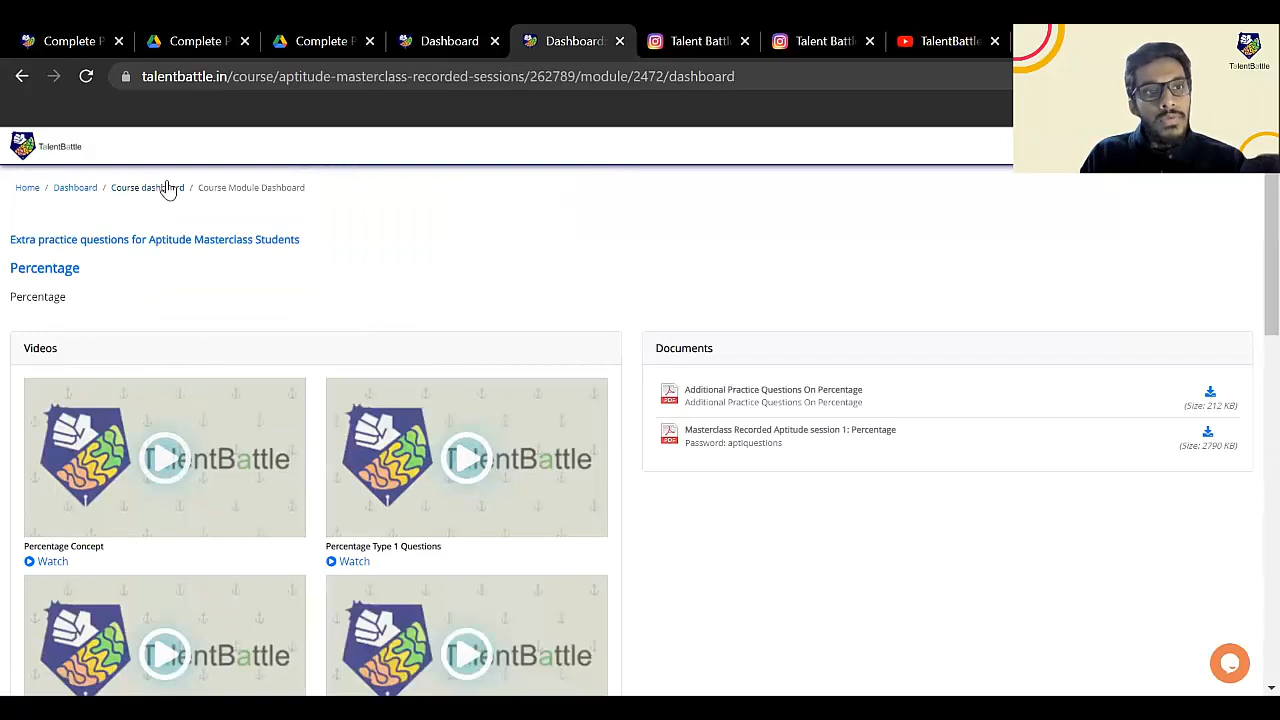 Complete P
Complete P
Complete P
Dashboard
Dashboard
Talent Battl
Talent Battl
TalentBattle
talentbattle.in/course/aptitude-masterclass-recorded-sessions/262789/module/2472/dashboard
TalentBattle
TalentBattle
Home / Dashboard / Course dashboard / Course Module Dashboard
Extra practice questions for Aptitude Masterclass Students
Percentage
Percentage
Videos
Documents
Additional Practice Questions On Percentage
Additional Practice Questions On Percentage
(Size: 212 KB)
Masterclass Recorded Aptitude session 1: Percentage
Password: aptiquestions
(Size: 2790 KB)
TalentBattle
TalentBattle
Percentage Concept
Percentage Type 1 Questions
Watch
Watch
TalentBattle
TalentBattle